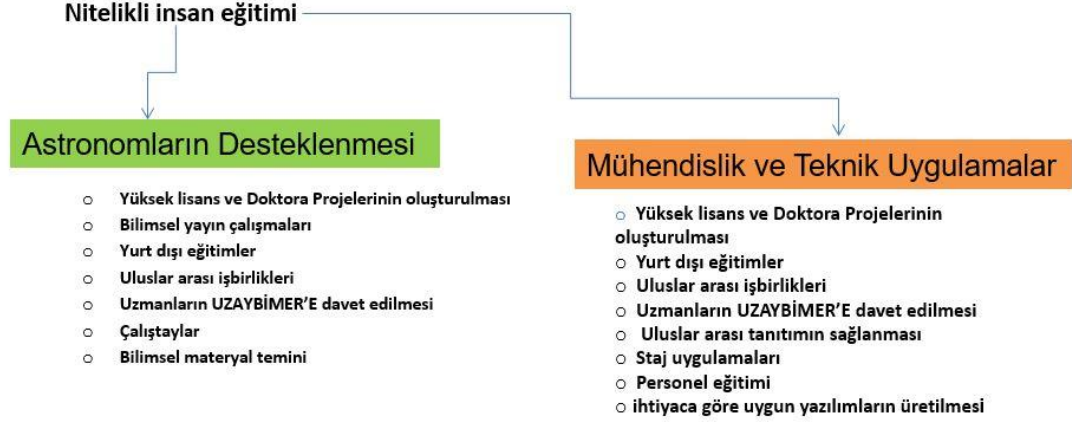 Nitelikli insan eğitimi
Astronomların Desteklenmesi
o Yüksek lisans ve Doktora Projelerinin oluşturulması
o Bilimsel yayın çalışmaları
o Yurt dışı eğitimler
o Uluslar arası işbirlikleri
o Uzmanların UZAYBİMER'E davet edilmesi
o Çalıştaylar
o Bilimsel materyal temini
Mühendislik ve Teknik Uygulamalar
o Yüksek lisans ve Doktora Projelerinin
oluşturulması
o Yurt dışı eğitimler
o Uluslar arası işbirlikleri
o Uzmanların UZAYBİMER'E davet edilmesi
o Uluslar arası tanıtımın sağlanması
o Staj uygulamaları
o Personel eğitimi
o ihtiyaca göre uygun yazılımların üretilmesi